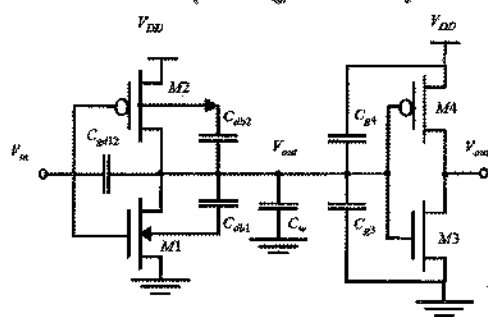 V_DD
V_DD
M2
M4
C_db2
C_g4
C_gd12
V_in
V_out
V_out
C_db1
C_w
C_g3
M1
M3